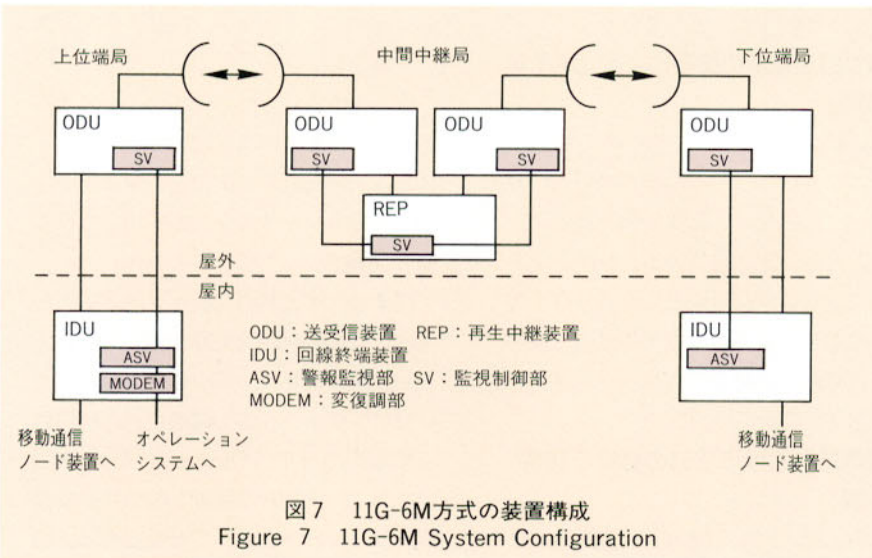 上位端局
中間中継局
下位端局
ODU
SV
ODU
SV
ODU
SV
ODU
SV
REP
SV
屋外
屋内
IDU
ASV
MODEM
移動通信
ノード装置へ
オペレーション
システムへ
ODU：送受信装置 REP：再生中継装置
IDU：回線終端装置
ASV：警報監視部 SV：監視制御部
MODEM：変復調部
IDU
ASV
移動通信
ノード装置へ
図7 11G-6M方式の装置構成
Figure 7 11G-6M System Configuration